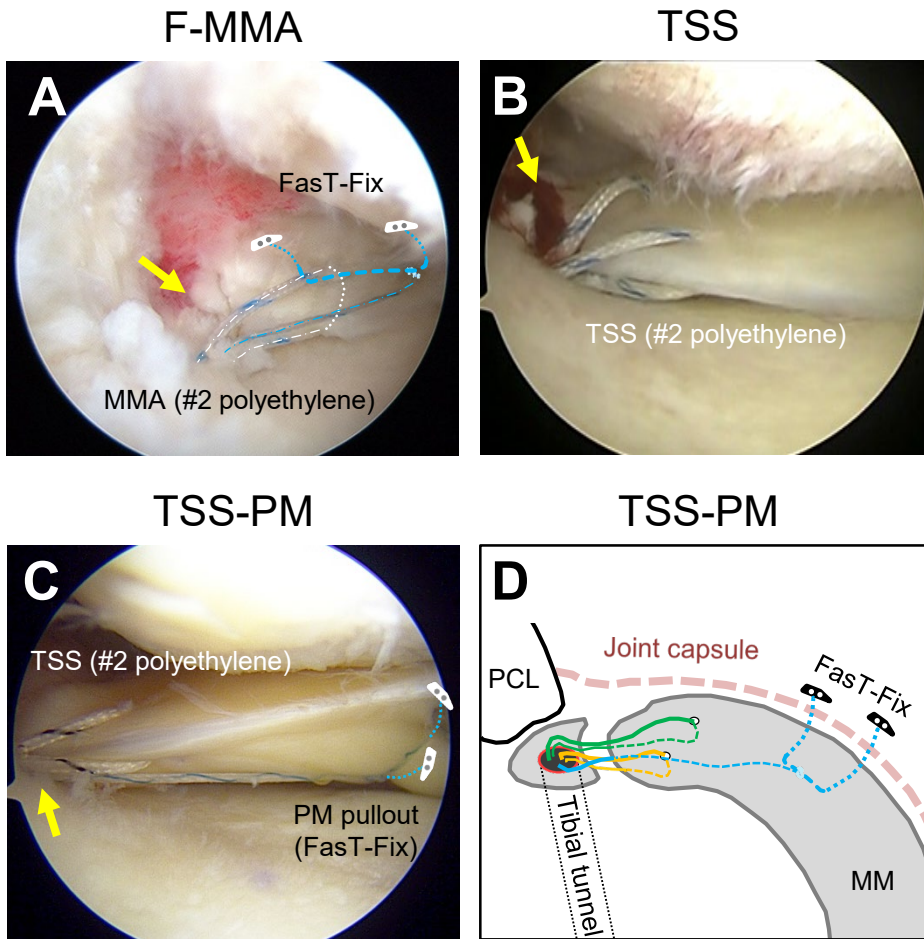 F-MMA
TSS
A
FasT-Fix
MMA (#2 polyethylene)
B
TSS (#2 polyethylene)
TSS-PM
TSS-PM
C
TSS (#2 polyethylene)
PM pullout
(FasT-Fix)
D
PCL
Joint capsule
FasT-Fix
Tibial tunnel
MM